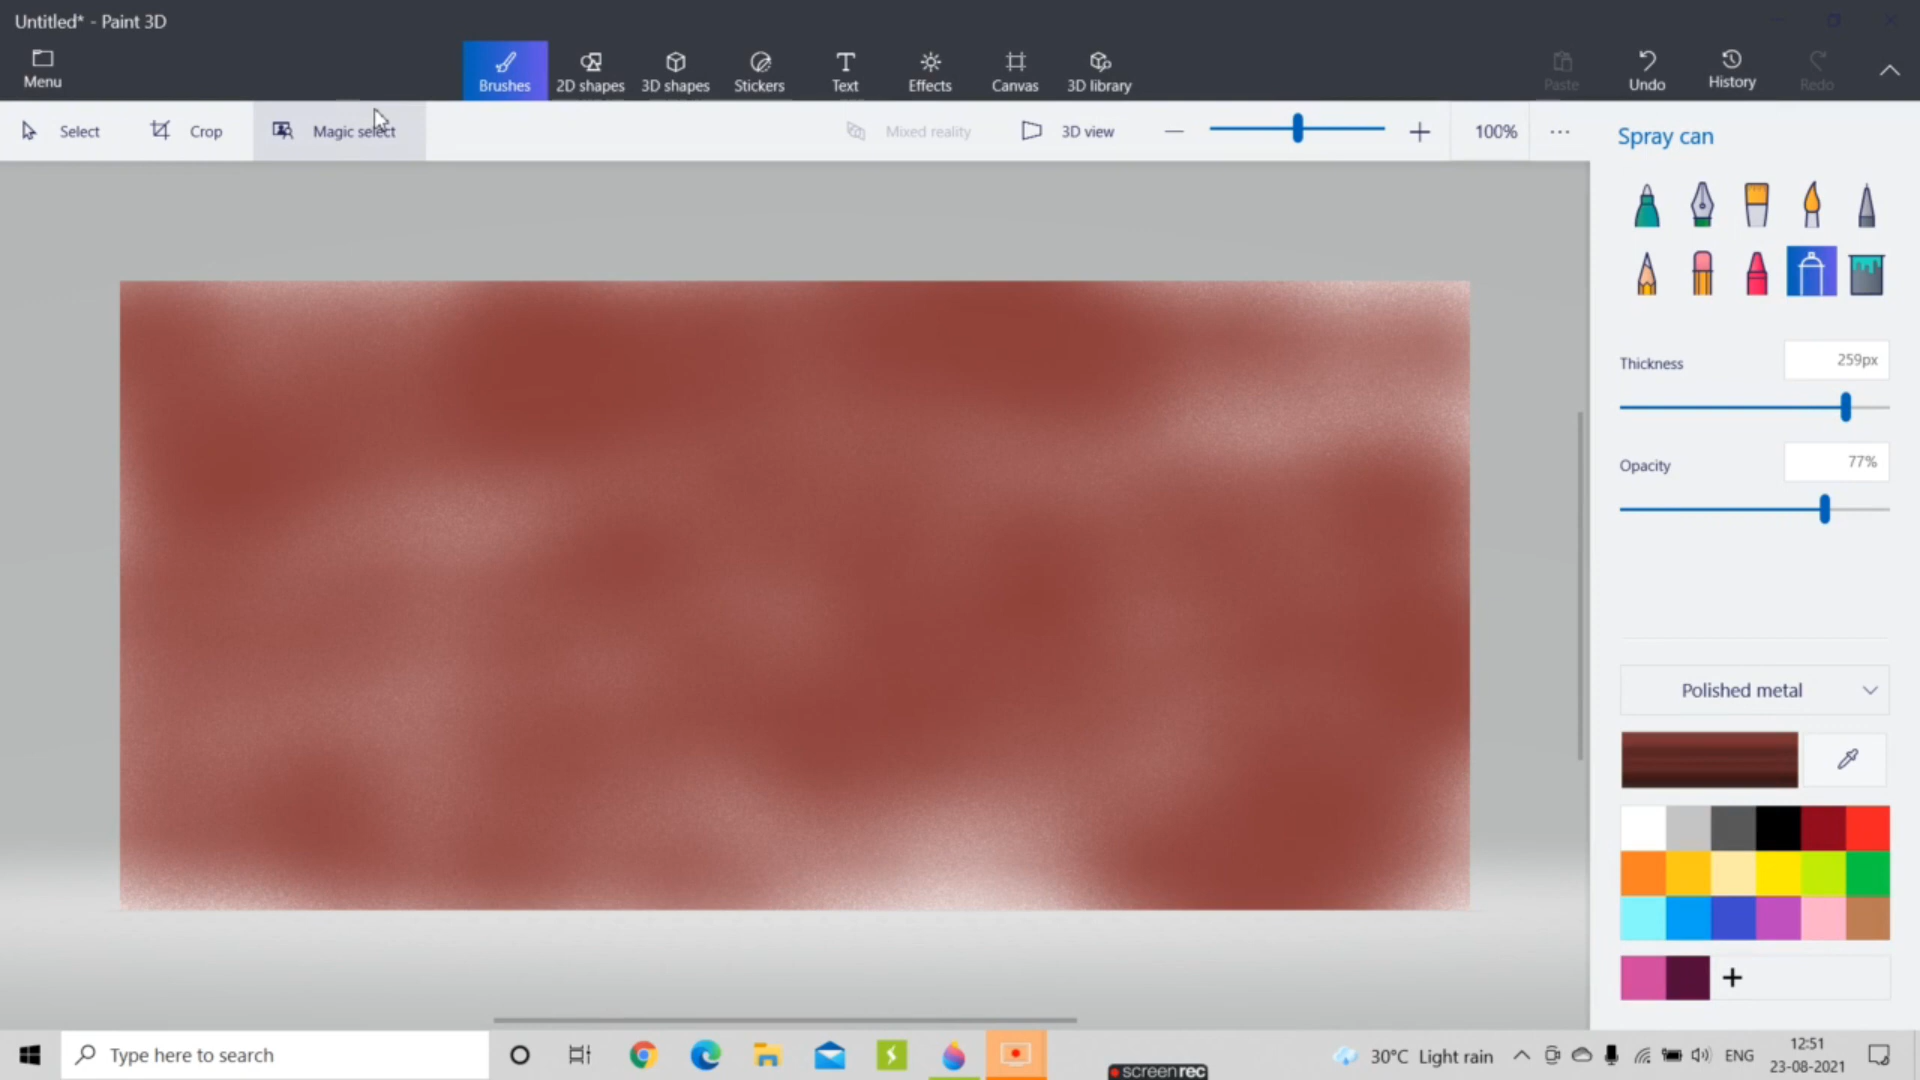 Untitled* - Paint 3D
Menu
Brushes
2D shapes
3D shapes
Stickers
Text
Effects
Canvas
3D library
Paste
Undo
History
Redo
Select
Crop
Magic select
Mixed reality
3D view
100%
Spray can
Thickness
259px
Opacity
77%
Polished metal
Type here to search
screenrec
30°C Light rain
ENG
12:51
23-08-2021